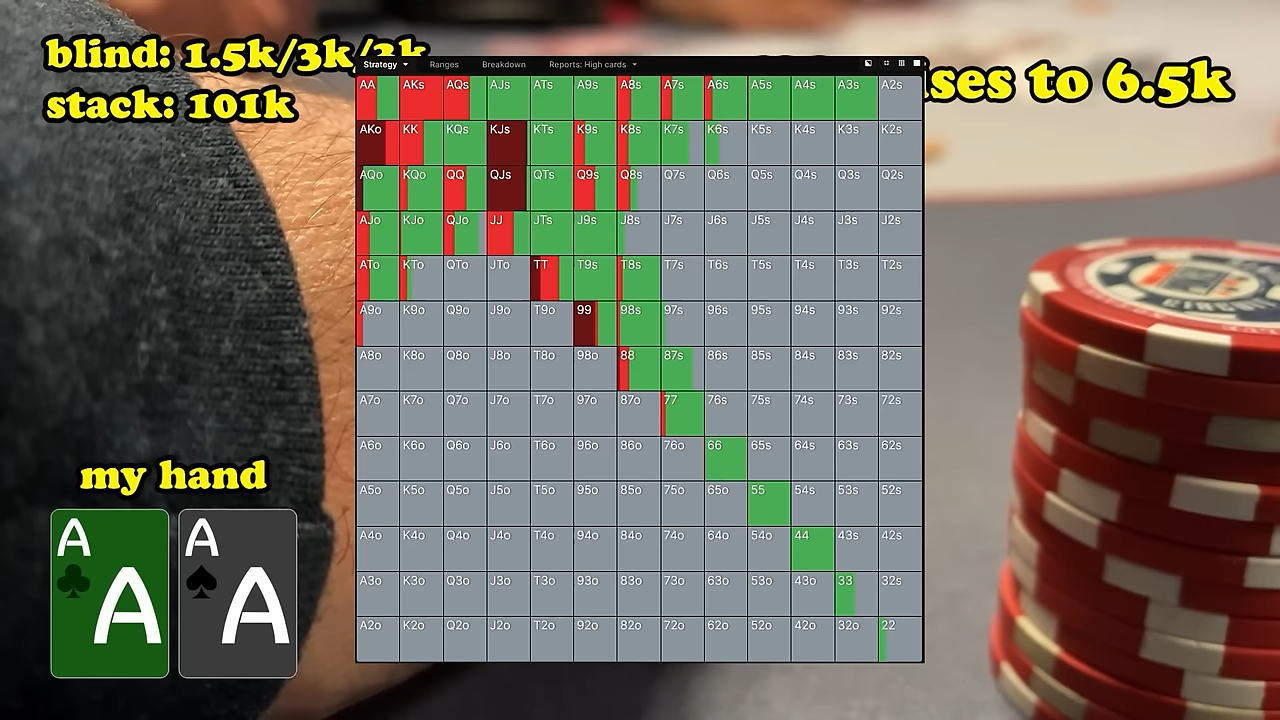 blind: 1.5k/3k/3k
stack: 101k
ises to 6.5k
Strategy Ranges Breakdown Reports: High cards
AA AKs AQs AJs ATs A9s A8s A7s A6s A5s A4s A3s A2s
AKo KK KQs KJs KTs K9s K8s K7s K6s K5s K4s K3s K2s
AQo KQo QQ QJs QTs Q9s Q8s Q7s Q6s Q5s Q4s Q3s Q2s
AJo KJo QJo JJ JTs J9s J8s J7s J6s J5s J4s J3s J2s
ATo KTo QTo JTo TT T9s T8s T7s T6s T5s T4s T3s T2s
A9o K9o Q9o J9o T9o 99 98s 97s 96s 95s 94s 93s 92s
A8o K8o Q8o J8o T8o 98o 88 87s 86s 85s 84s 83s 82s
A7o K7o Q7o J7o T7o 97o 87o 77 76s 75s 74s 73s 72s
A6o K6o Q6o J6o T6o 96o 86o 76o 66 65s 64s 63s 62s
A5o K5o Q5o J5o T5o 95o 85o 75o 65o 55 54s 53s 52s
A4o K4o Q4o J4o T4o 94o 84o 74o 64o 54o 44 43s 42s
A3o K3o Q3o J3o T3o 93o 83o 73o 63o 53o 43o 33 32s
A2o K2o Q2o J2o T2o 92o 82o 72o 62o 52o 42o 32o 22
my hand
A A
A A